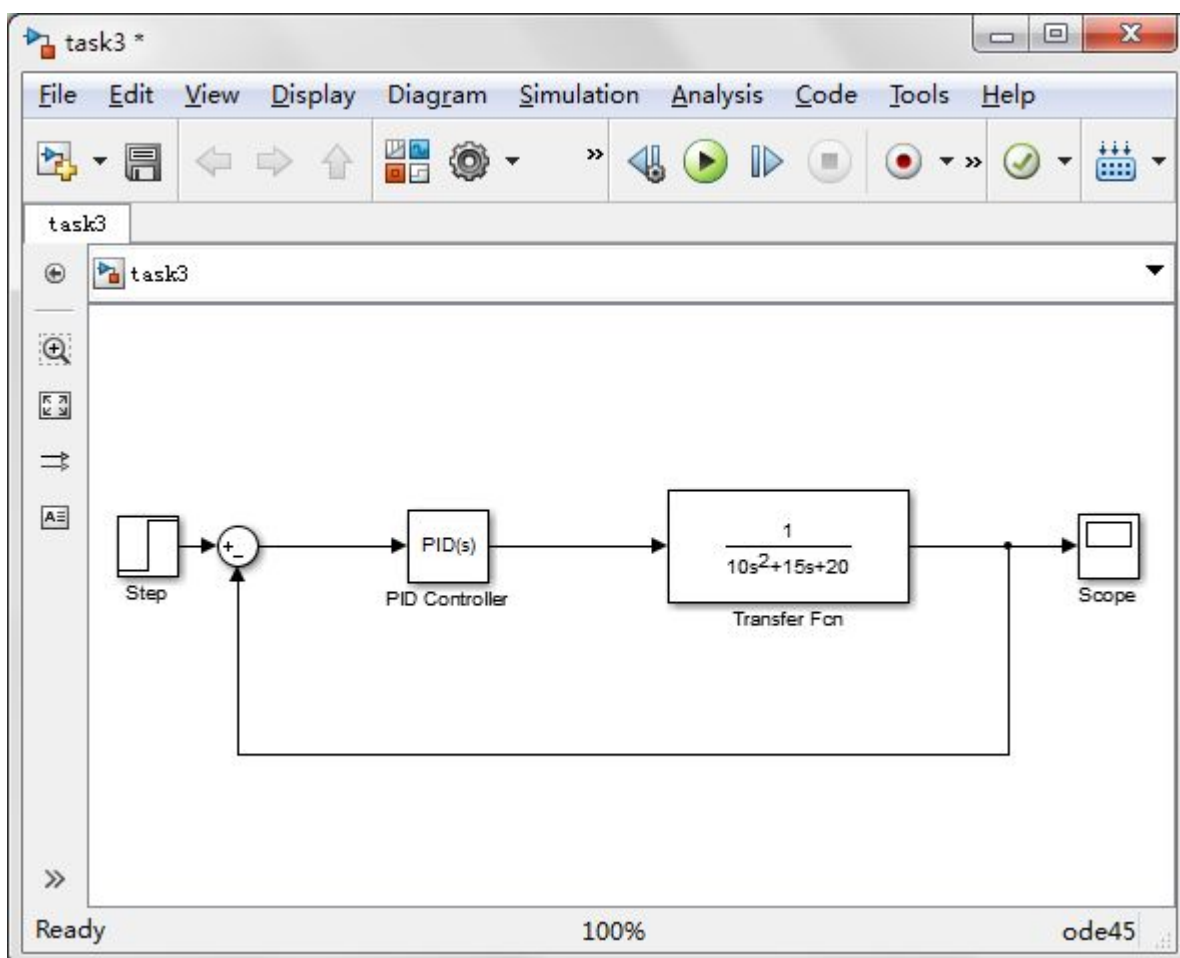 task3 *
File Edit View Display Diagram Simulation Analysis Code Tools Help
task3
task3
Step
+
-
PID(s)
PID Controller
1
10s²+15s+20
Transfer Fcn
Scope
Ready 100% ode45